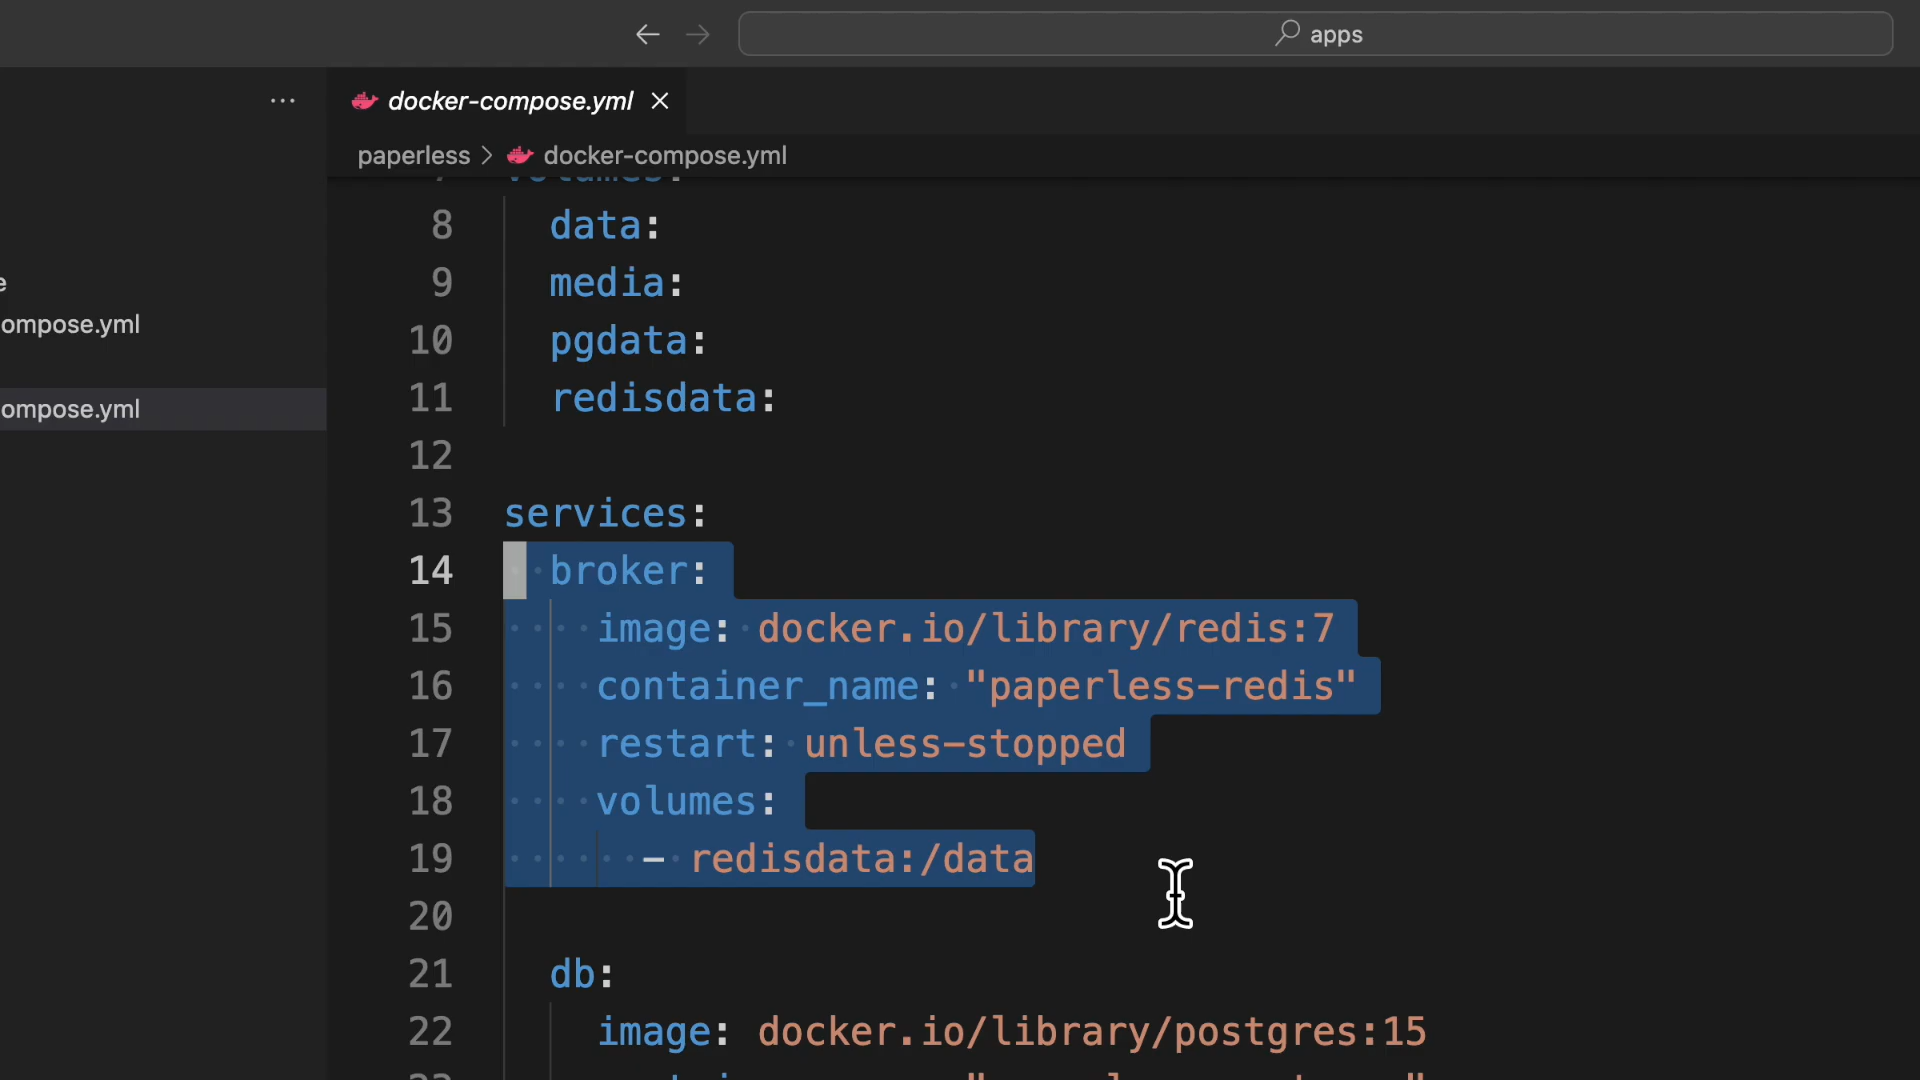 apps
...
docker-compose.yml
paperless > docker-compose.yml
volumes:
8 data:
9 media:
10 pgdata:
11 redisdata:
12
13 services:
14 broker:
15 image: docker.io/library/redis:7
16 container_name: "paperless-redis"
17 restart: unless-stopped
18 volumes:
19 - redisdata:/data
20
21 db:
22 image: docker.io/library/postgres:15
e
ompose.yml
ompose.yml